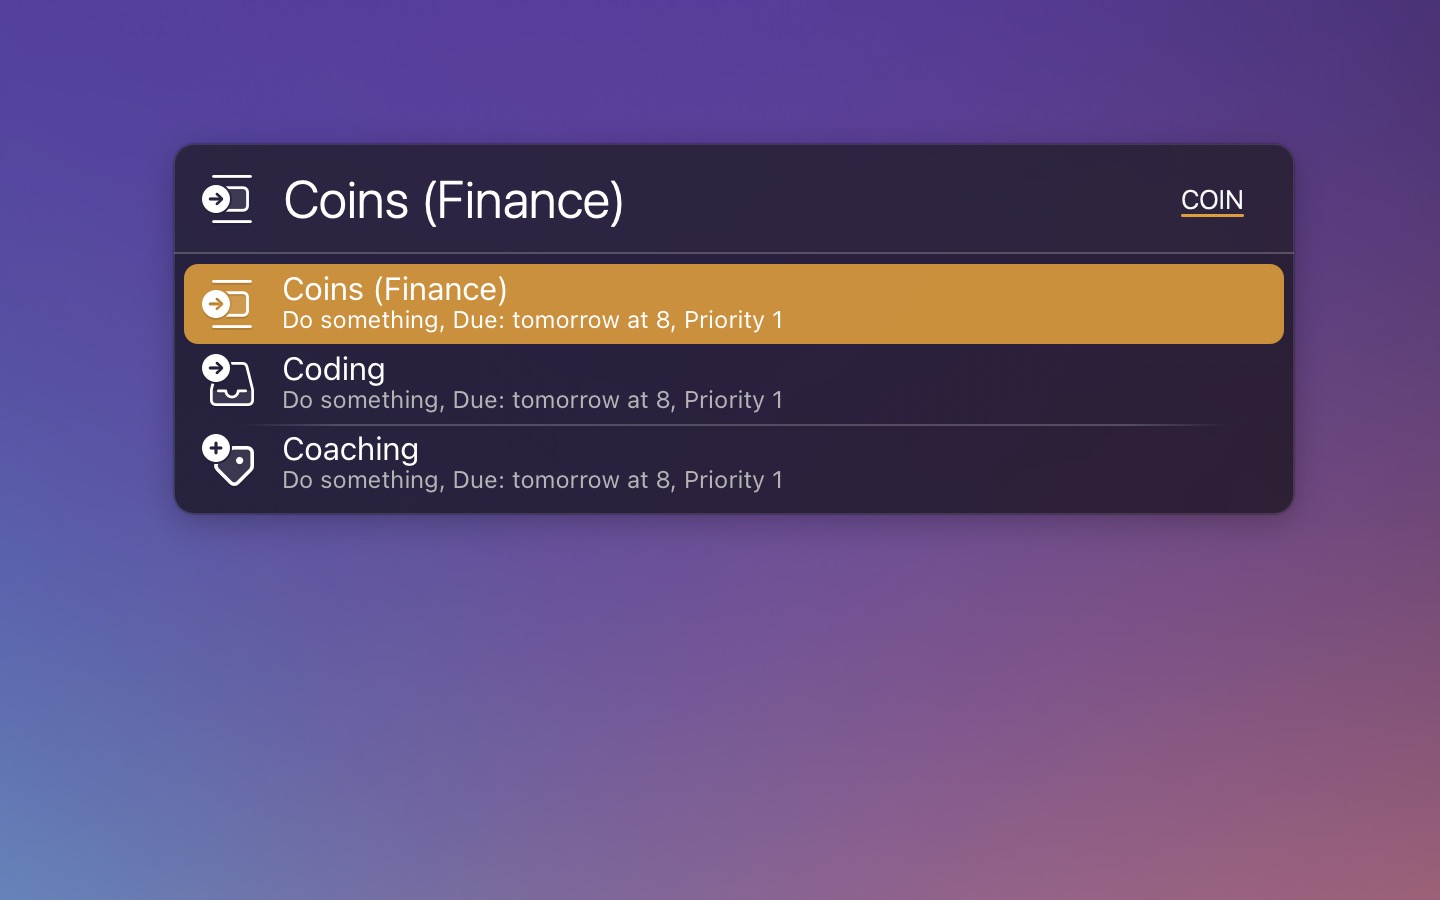 Coins (Finance)
COIN
Coins (Finance)
Do something, Due: tomorrow at 8, Priority 1
Coding
Do something, Due: tomorrow at 8, Priority 1
Coaching
Do something, Due: tomorrow at 8, Priority 1